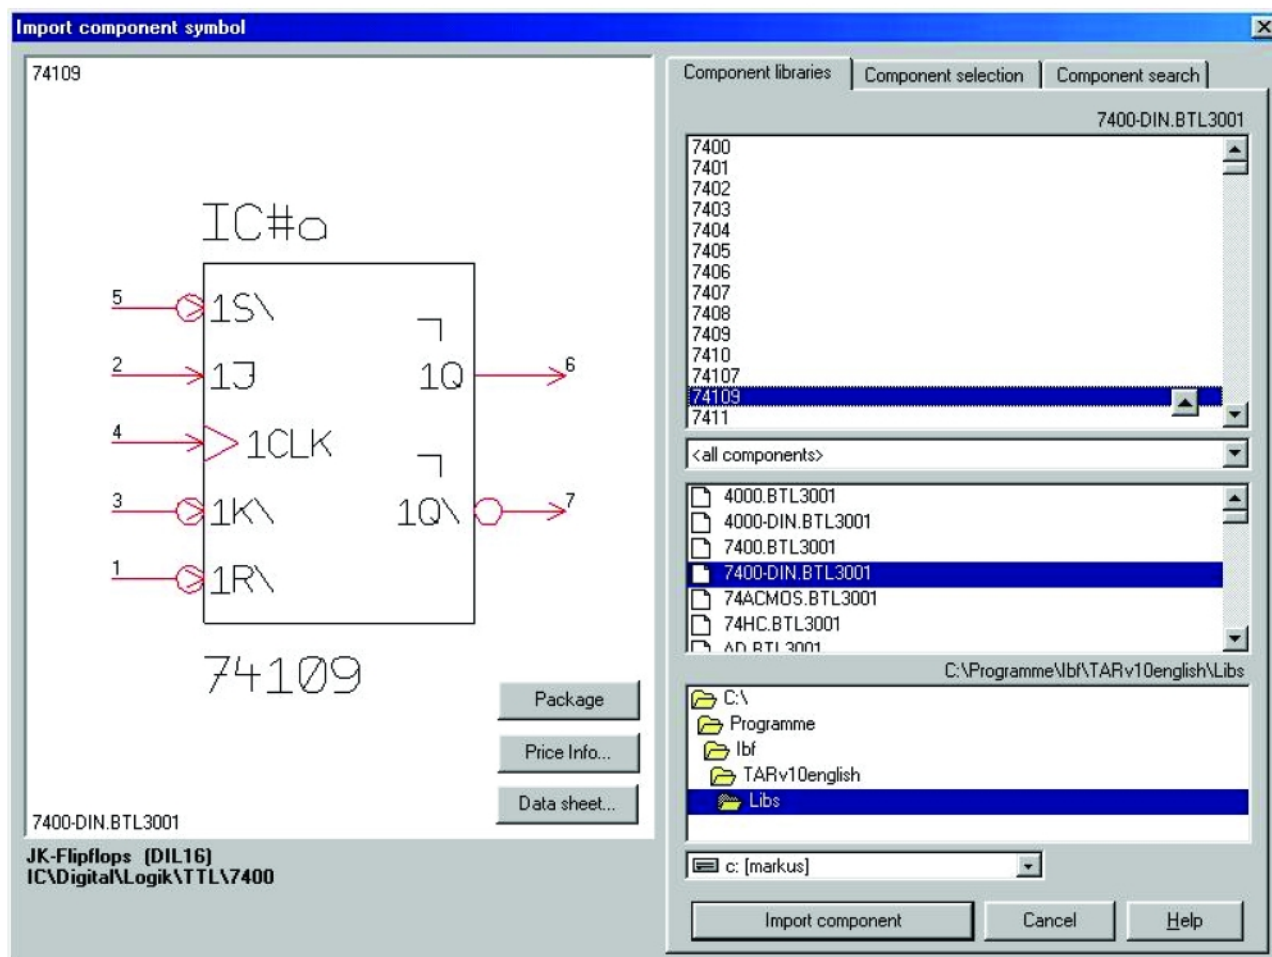 Import component symbol
74109
IC#a
5
1S\
2
1J
1Q
6
4
1CLK
3
1K\
1Q\
7
1
1R\
74109
Package
Price Info...
Data sheet...
7400-DIN.BTL3001
JK-Flipflops (DIL16)
IC\Digital\Logik\TTL\7400
Component libraries
Component selection
Component search
7400-DIN.BTL3001
7400
7401
7402
7403
7404
7405
7406
7407
7408
7409
7410
74107
74109
7411
<all components>
4000.BTL3001
4000-DIN.BTL3001
7400.BTL3001
7400-DIN.BTL3001
74ACMOS.BTL3001
74HC.BTL3001
AD.BTL3001
C:\Programme\Ibf\TARv10english\Libs
C:\
Programme
Ibf
TARv10english
Libs
c: [markus]
Import component
Cancel
Help